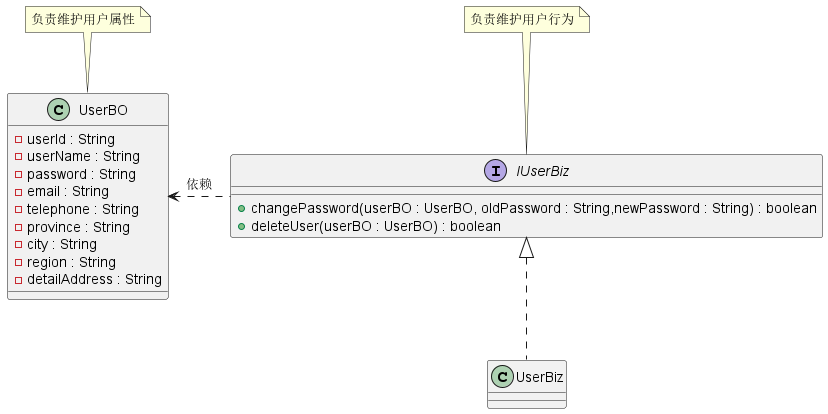 负责维护用户属性
负责维护用户行为
C UserBO
userId : String
userName : String
password : String
email : String
telephone : String
province : String
city : String
region : String
detailAddress : String
依赖
I IUserBiz
changePassword(userBO : UserBO, oldPassword : String,newPassword : String) : boolean
deleteUser(userBO : UserBO) : boolean
C UserBiz